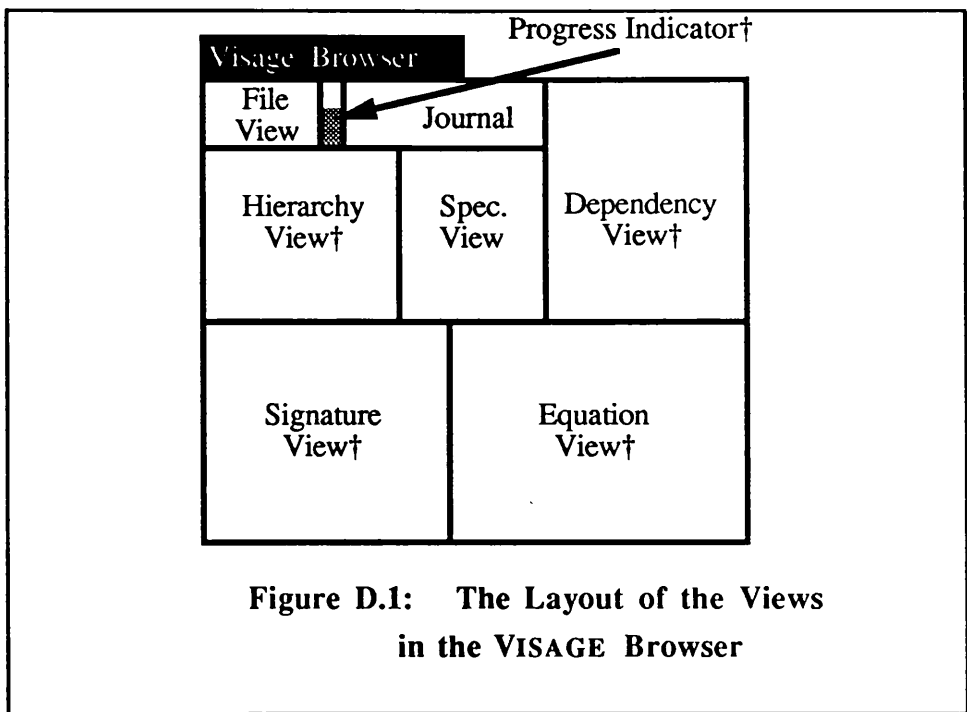 Progress Indicator†
Visage Browser
File
View
Journal
Hierarchy
View†
Spec.
View
Dependency
View†
Signature
View†
Equation
View†
Figure D.1: The Layout of the Views
in the VISAGE Browser